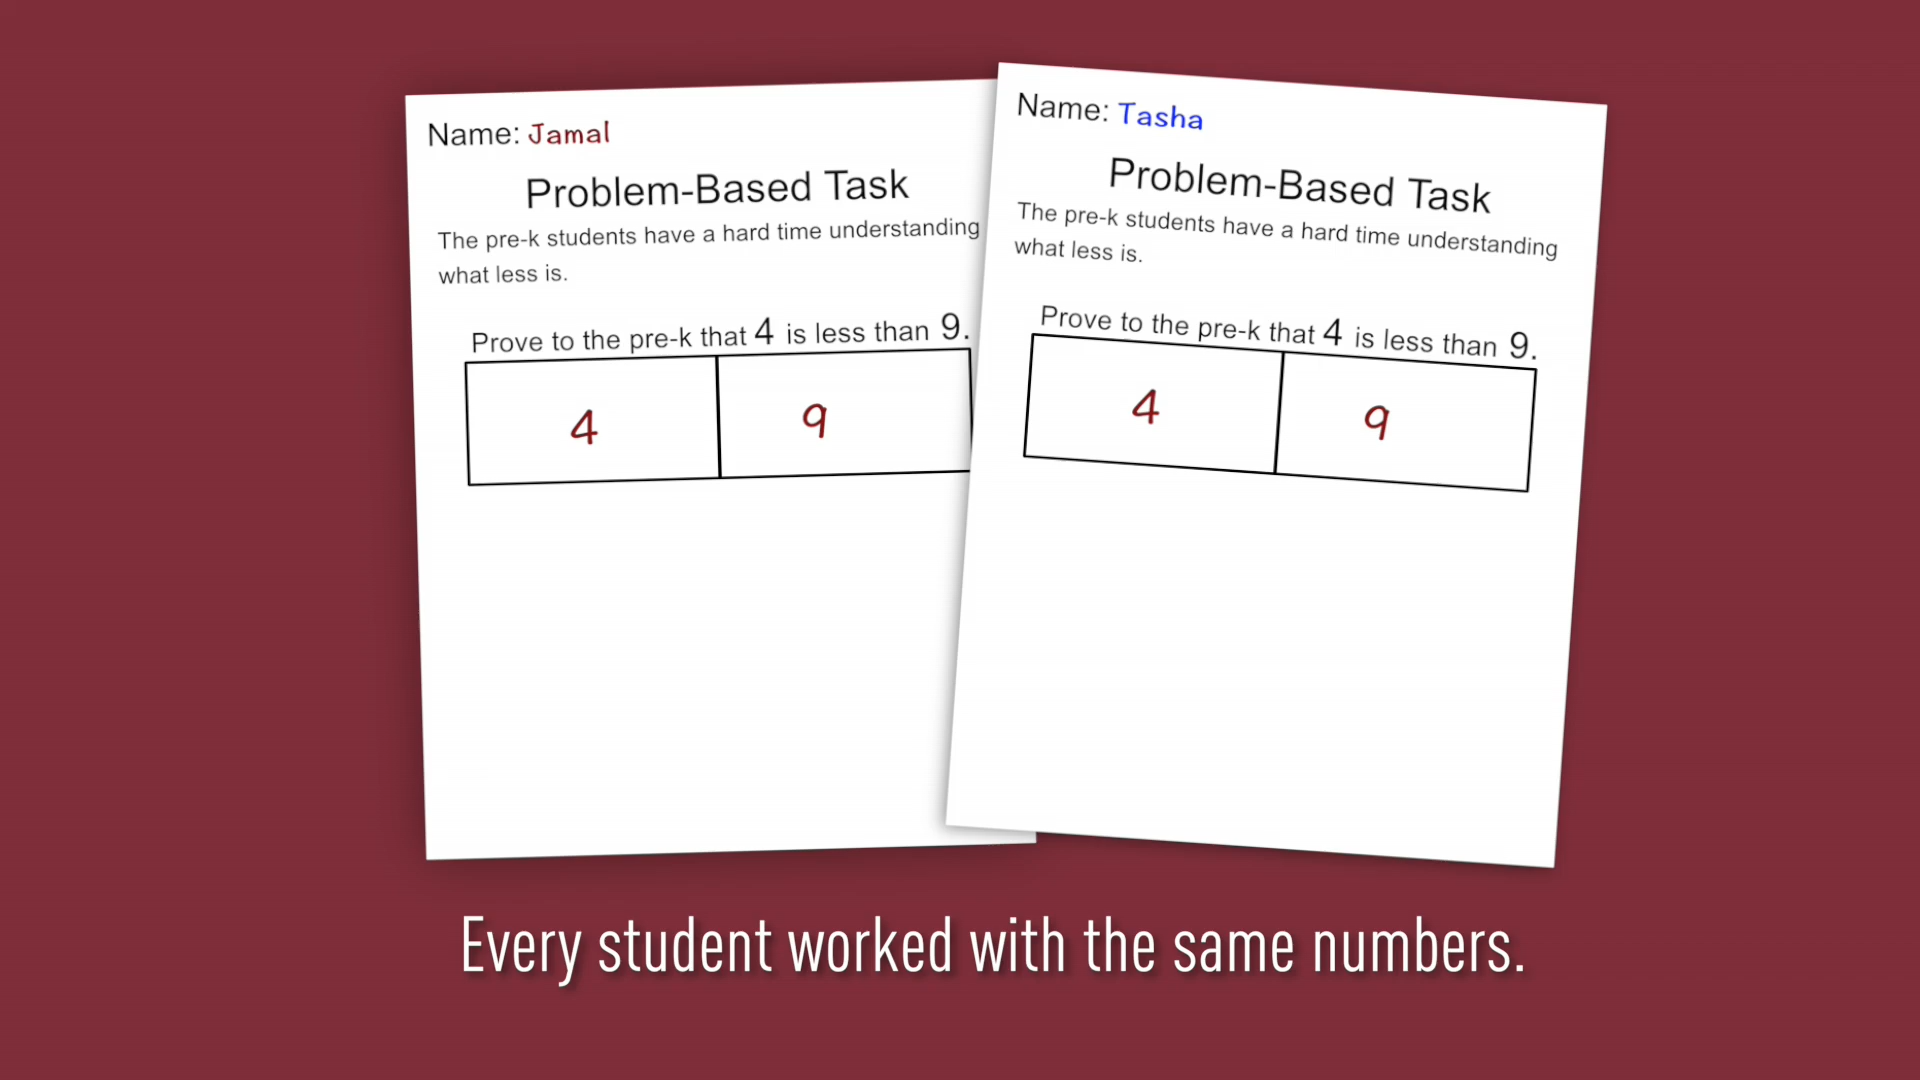 Name: Jamal
Problem-Based Task
The pre-k students have a hard time understanding
what less is.
Prove to the pre-k that 4 is less than 9.
4 9
Name: Tasha
Problem-Based Task
The pre-k students have a hard time understanding
what less is.
Prove to the pre-k that 4 is less than 9.
4 9
Every student worked with the same numbers.